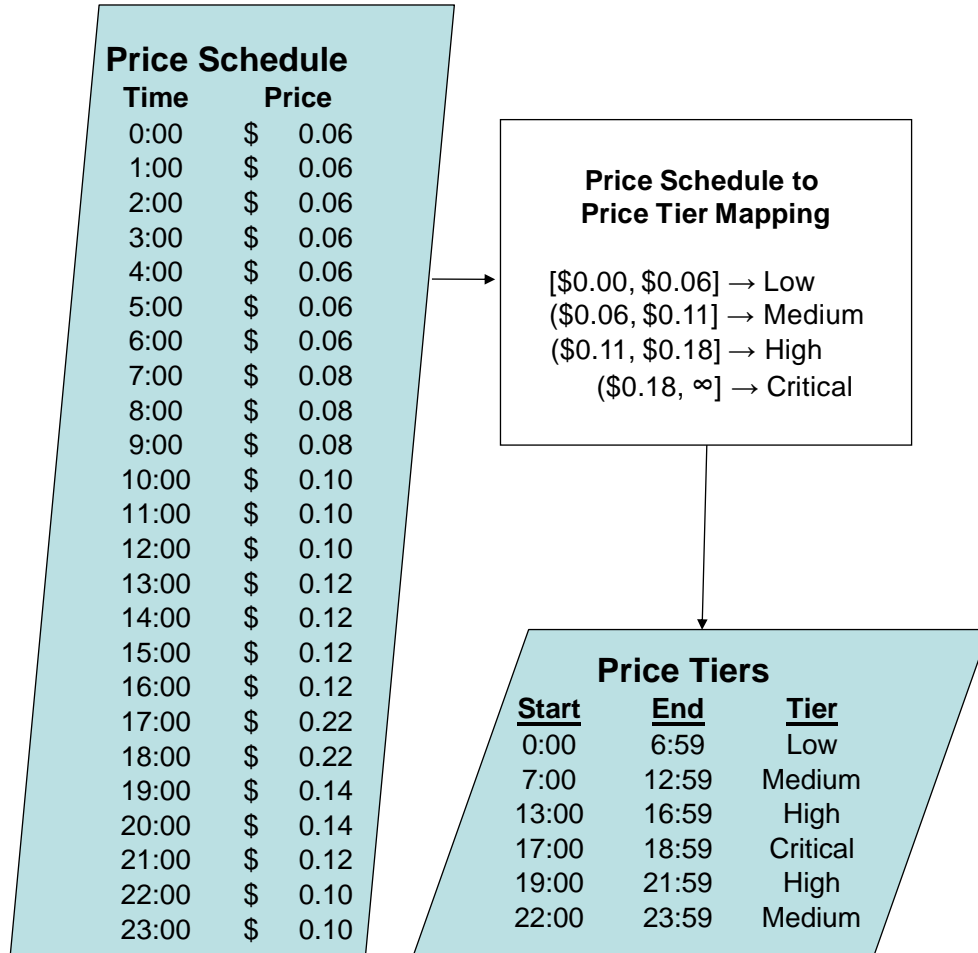 Price Schedule
Time Price
0:00 $ 0.06
1:00 $ 0.06
2:00 $ 0.06
3:00 $ 0.06
4:00 $ 0.06
5:00 $ 0.06
6:00 $ 0.06
7:00 $ 0.08
8:00 $ 0.08
9:00 $ 0.08
10:00 $ 0.10
11:00 $ 0.10
12:00 $ 0.10
13:00 $ 0.12
14:00 $ 0.12
15:00 $ 0.12
16:00 $ 0.12
17:00 $ 0.22
18:00 $ 0.22
19:00 $ 0.14
20:00 $ 0.14
21:00 $ 0.12
22:00 $ 0.10
23:00 $ 0.10
Price Schedule to
Price Tier Mapping
[$0.00, $0.06] → Low
($0.06, $0.11] → Medium
($0.11, $0.18] → High
($0.18, ∞] → Critical
Price Tiers
Start End Tier
0:00 6:59 Low
7:00 12:59 Medium
13:00 16:59 High
17:00 18:59 Critical
19:00 21:59 High
22:00 23:59 Medium